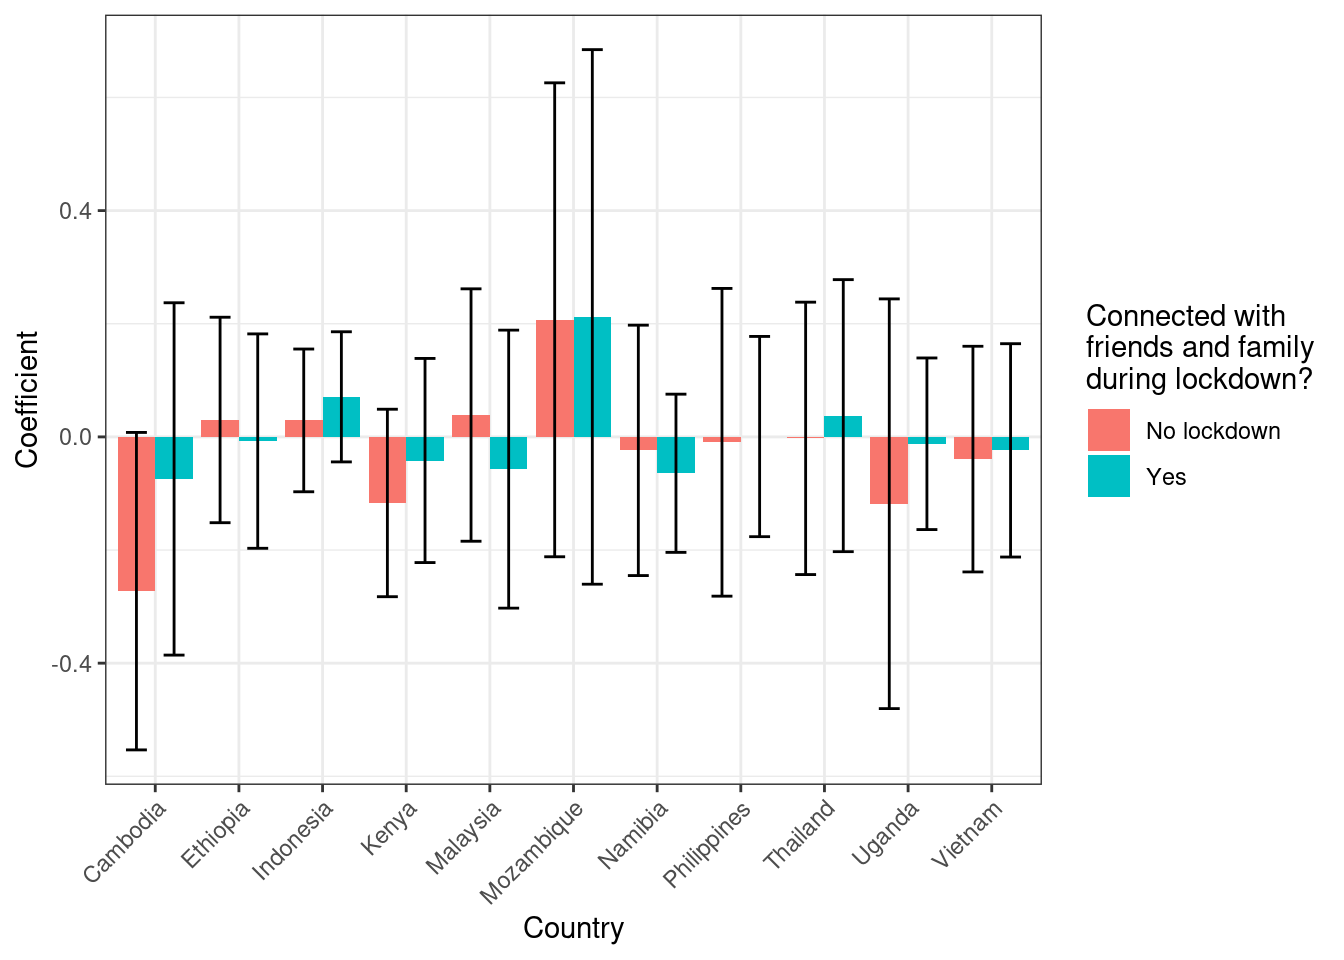 0.4
0.0
-0.4
Coefficient
Cambodia
Ethiopia
Indonesia
Kenya
Malaysia
Mozambique
Namibia
Philippines
Thailand
Uganda
Vietnam
Country
Connected with
friends and family
during lockdown?
No lockdown
Yes